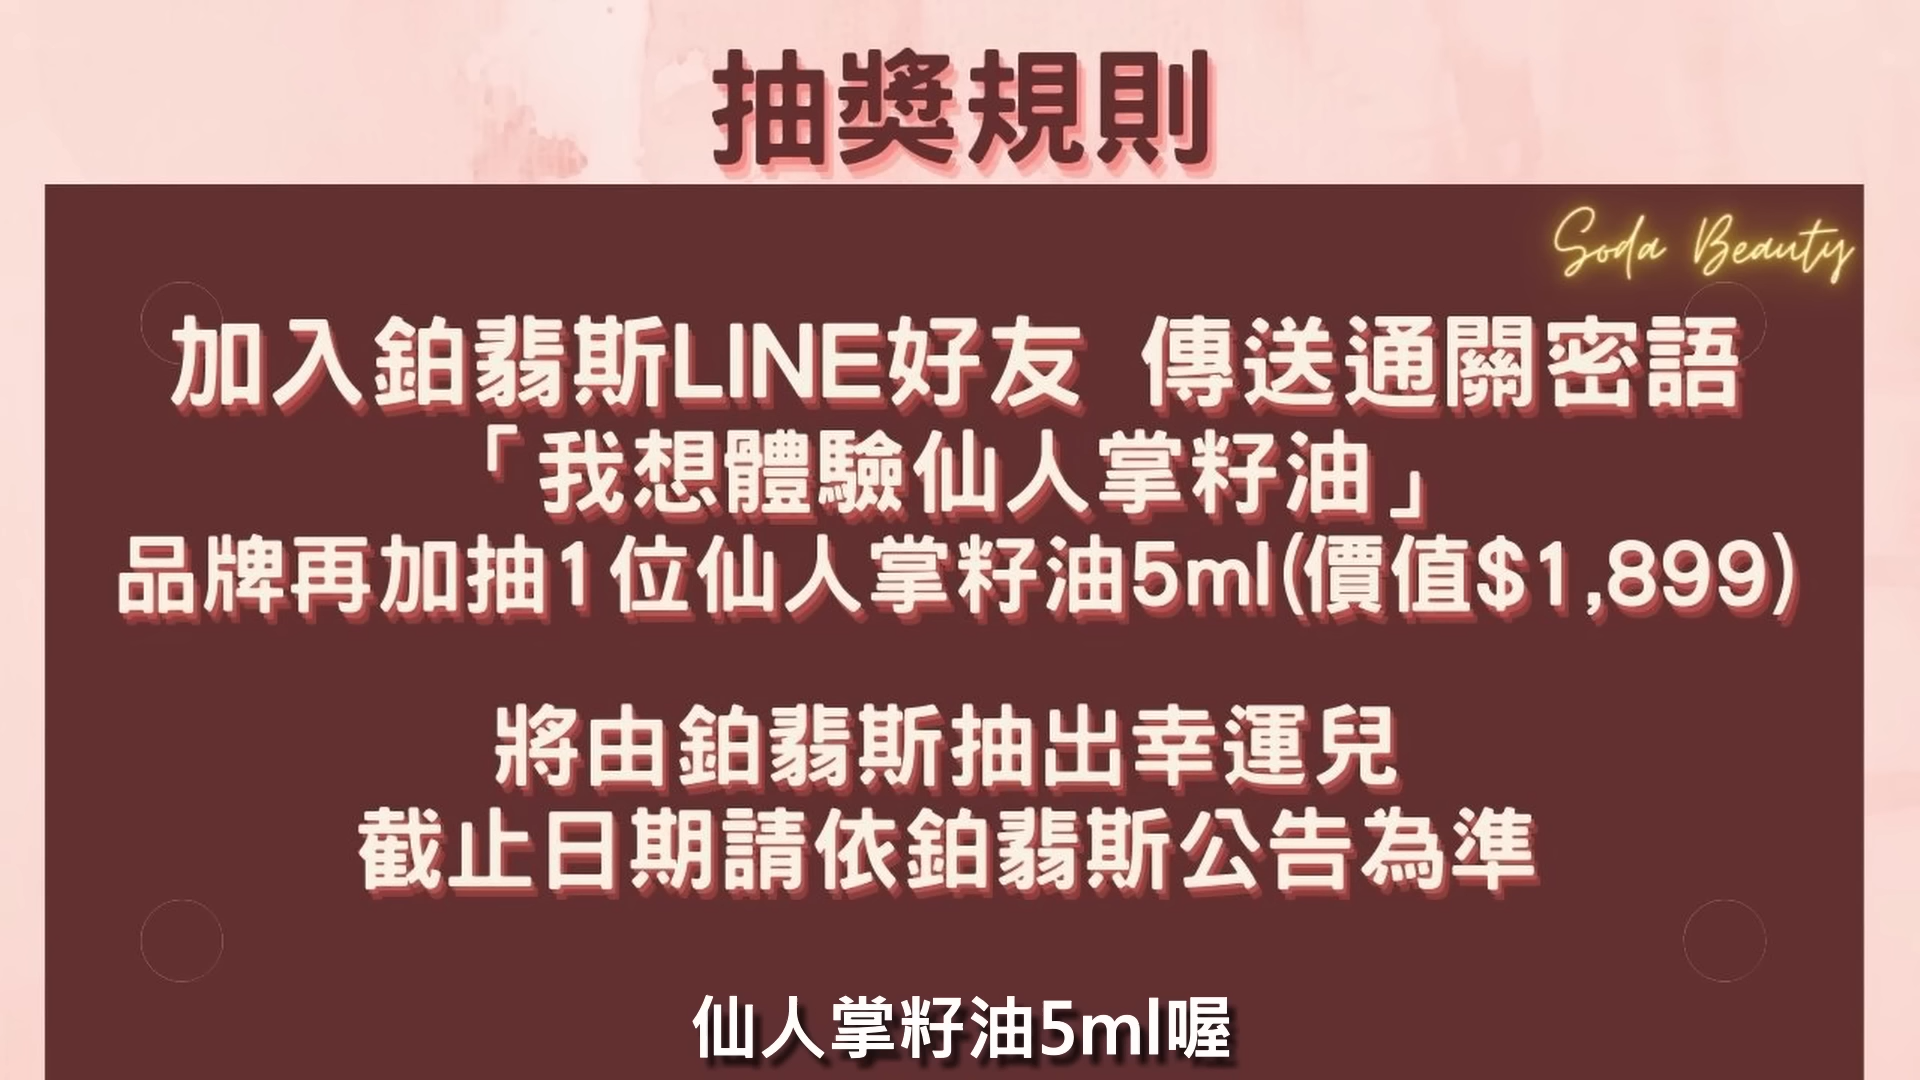 抽獎規則
Soda Beauty
加入鉑翡斯LINE好友 傳送通關密語
「我想體驗仙人掌籽油」
品牌再加抽1位仙人掌籽油5ml(價值$1,899)
將由鉑翡斯抽出幸運兒
截止日期請依鉑翡斯公告為準
仙人掌籽油5ml喔